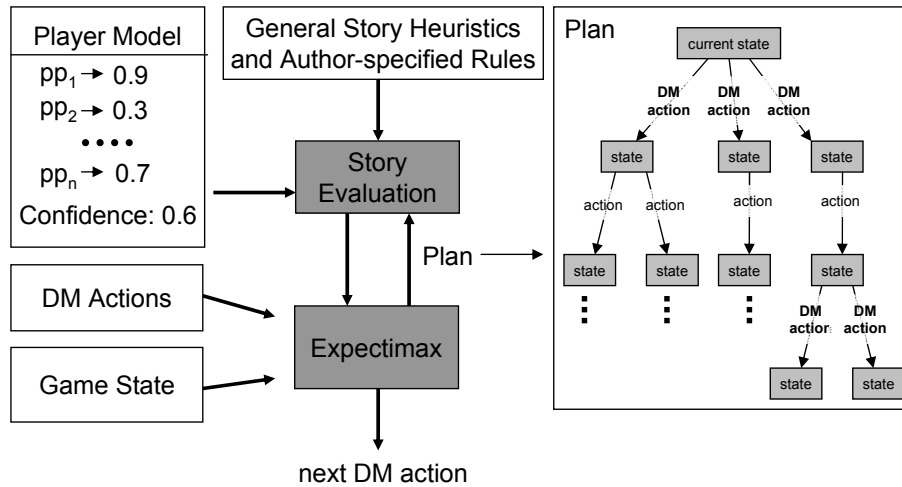 Player Model
pp1 → 0.9
pp2 → 0.3
••••
ppn → 0.7
Confidence: 0.6
DM Actions
Game State
General Story Heuristics
and Author-specified Rules
Story
Evaluation
Plan
Expectimax
next DM action
Plan
current state
DM
action
DM
action
DM
action
state
state
state
action
action
action
action
state
state
state
state
DM
action
DM
action
state
state